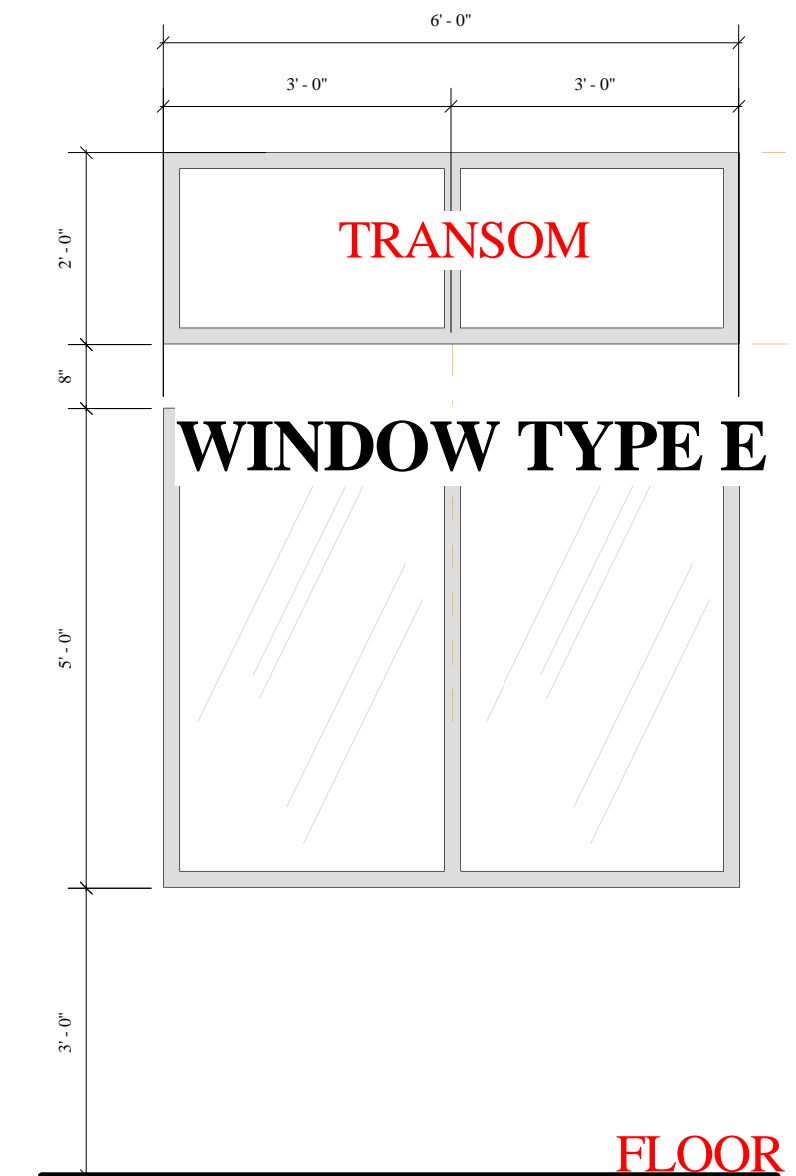 6' - 0"
3' - 0" 3' - 0"
2' - 0"
TRANSOM
8"
WINDOW TYPE E
5' - 0"
3' - 0"
FLOOR